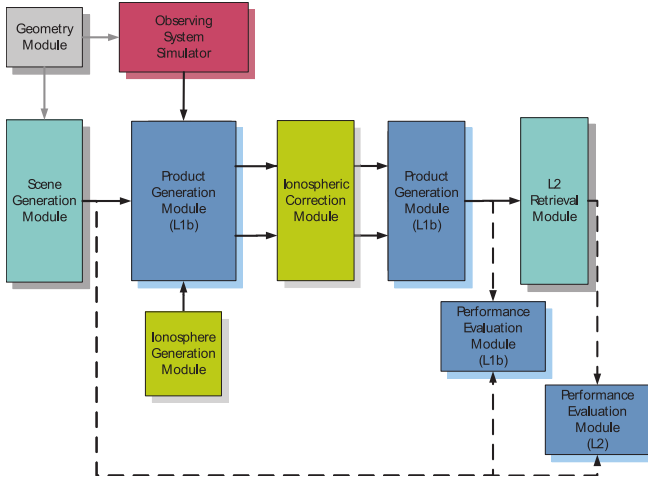 Geometry
Module
Observing
System
Simulator
Scene
Generation
Module
Product
Generation
Module
(L1b)
Ionospheric
Correction
Module
Product
Generation
Module
(L1b)
L2
Retrieval
Module
Ionosphere
Generation
Module
Performance
Evaluation
Module
(L1b)
Performance
Evaluation
Module
(L2)